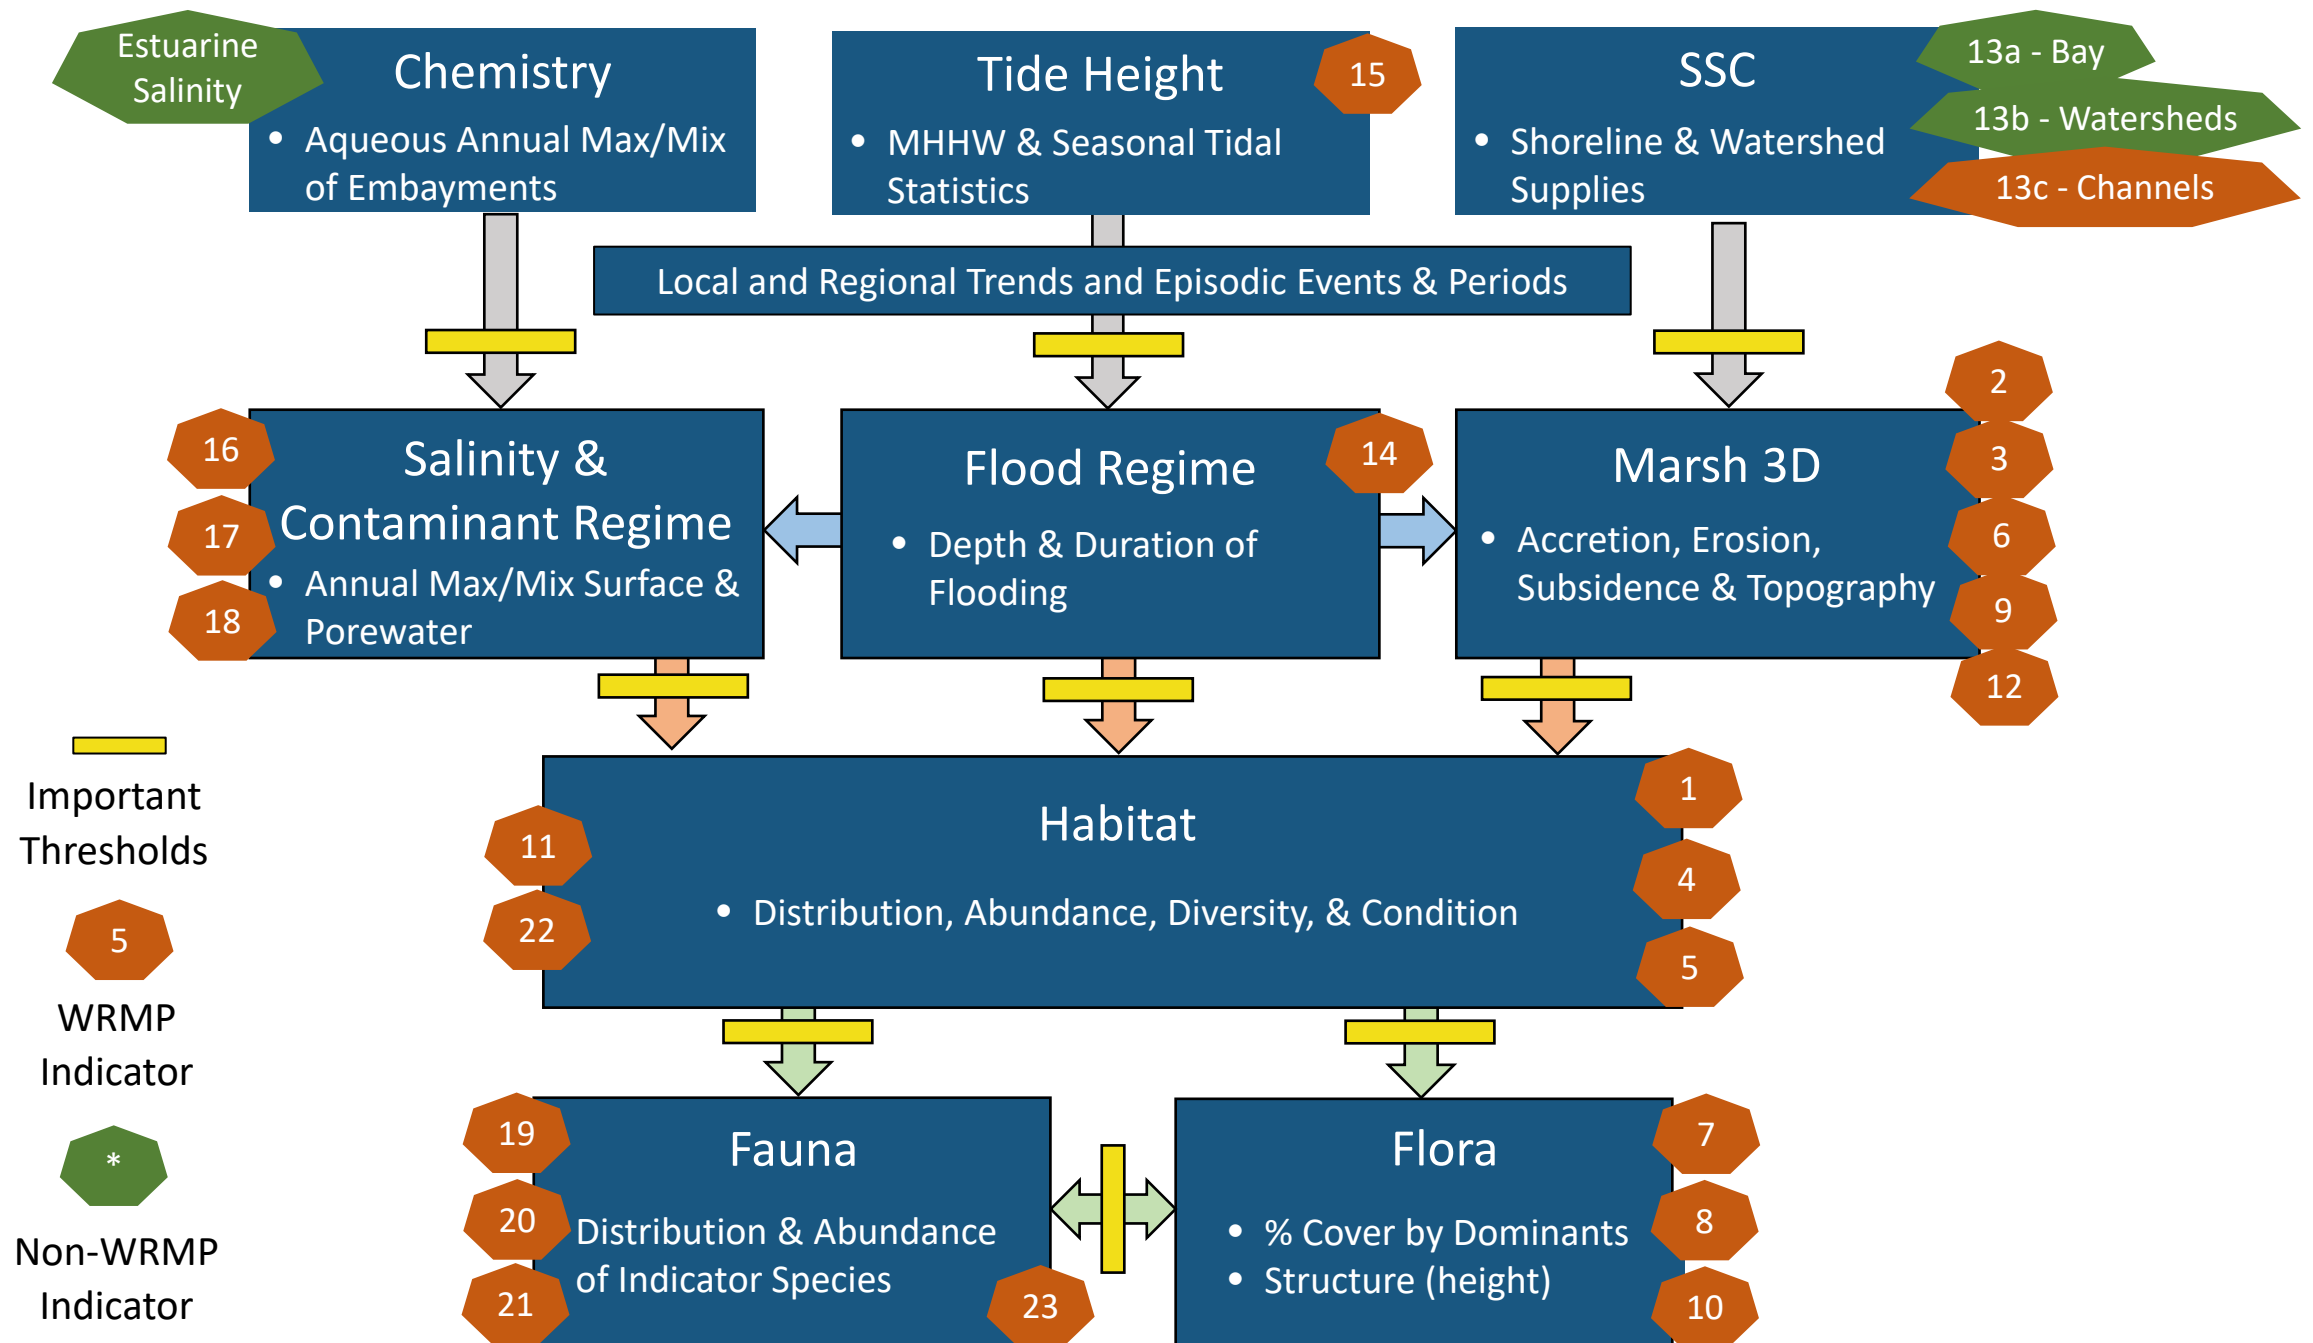 Estuarine
Salinity
Chemistry
• Aqueous Annual Max/Mix
of Embayments
Tide Height
15
• MHHW & Seasonal Tidal
Statistics
SSC
• Shoreline & Watershed
Supplies
13a - Bay
13b - Watersheds
13c - Channels
Local and Regional Trends and Episodic Events & Periods
16
17
18
Salinity &
Contaminant Regime
• Annual Max/Mix Surface &
Porewater
Flood Regime
14
• Depth & Duration of
Flooding
Marsh 3D
• Accretion, Erosion,
Subsidence & Topography
2
3
6
9
12
Important
Thresholds
5
WRMP
Indicator
*
Non-WRMP
Indicator
11
22
Habitat
• Distribution, Abundance, Diversity, & Condition
1
4
5
19
20
21
Fauna
Distribution & Abundance
of Indicator Species
23
Flora
• % Cover by Dominants
• Structure (height)
7
8
10